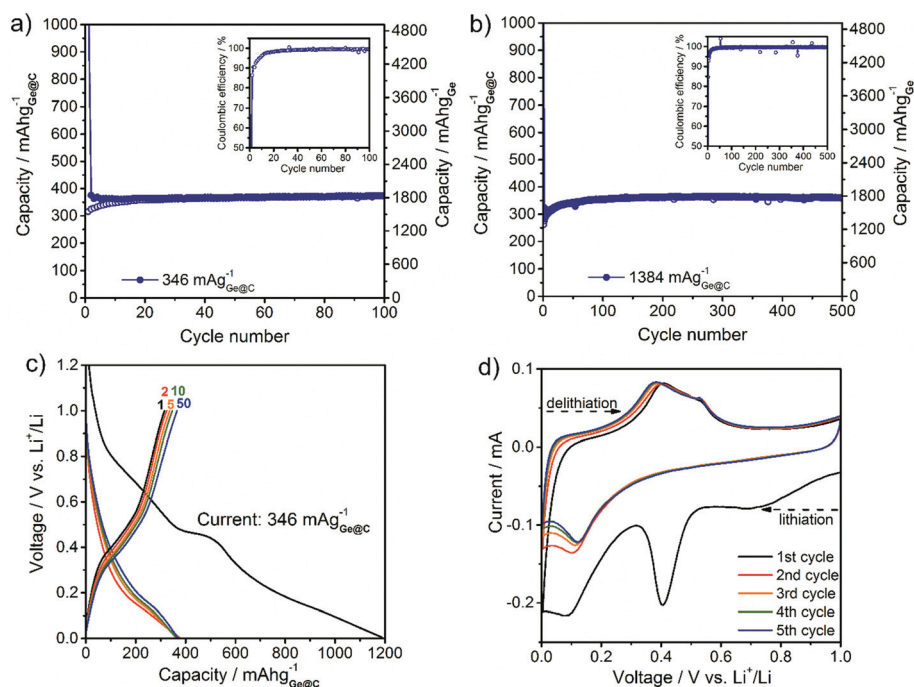 a)
1000
900
800
700
600
500
400
300
200
100
0
Capacity / mAhg⁻¹Ge@C
4800
4200
3600
3000
2400
1800
1200
600
0
Capacity / mAhg⁻¹Ge
0 20 40 60 80 100
Cycle number
346 mAg⁻¹Ge@C
Coulombic efficiency / %
100
90
80
70
60
50
0 20 40 60 80 100
Cycle number
b)
1000
900
800
700
600
500
400
300
200
100
0
Capacity / mAhg⁻¹Ge@C
4800
4200
3600
3000
2400
1800
1200
600
0
Capacity / mAhg⁻¹Ge
0 100 200 300 400 500
Cycle number
1384 mAg⁻¹Ge@C
Coulombic efficiency / %
100
90
80
70
60
50
0 100 200 300 400 500
Cycle number
c)
1.2
1.0
0.8
0.6
0.4
0.2
0.0
Voltage / V vs. Li⁺/Li
2 10
1 5 50
Current: 346 mAg⁻¹Ge@C
0 200 400 600 800 1000 1200
Capacity / mAhg⁻¹Ge@C
d)
0.1
0.0
-0.1
-0.2
Current / mA
delithiation
lithiation
1st cycle
2nd cycle
3rd cycle
4th cycle
5th cycle
0.0 0.2 0.4 0.6 0.8 1.0
Voltage / V vs. Li⁺/Li